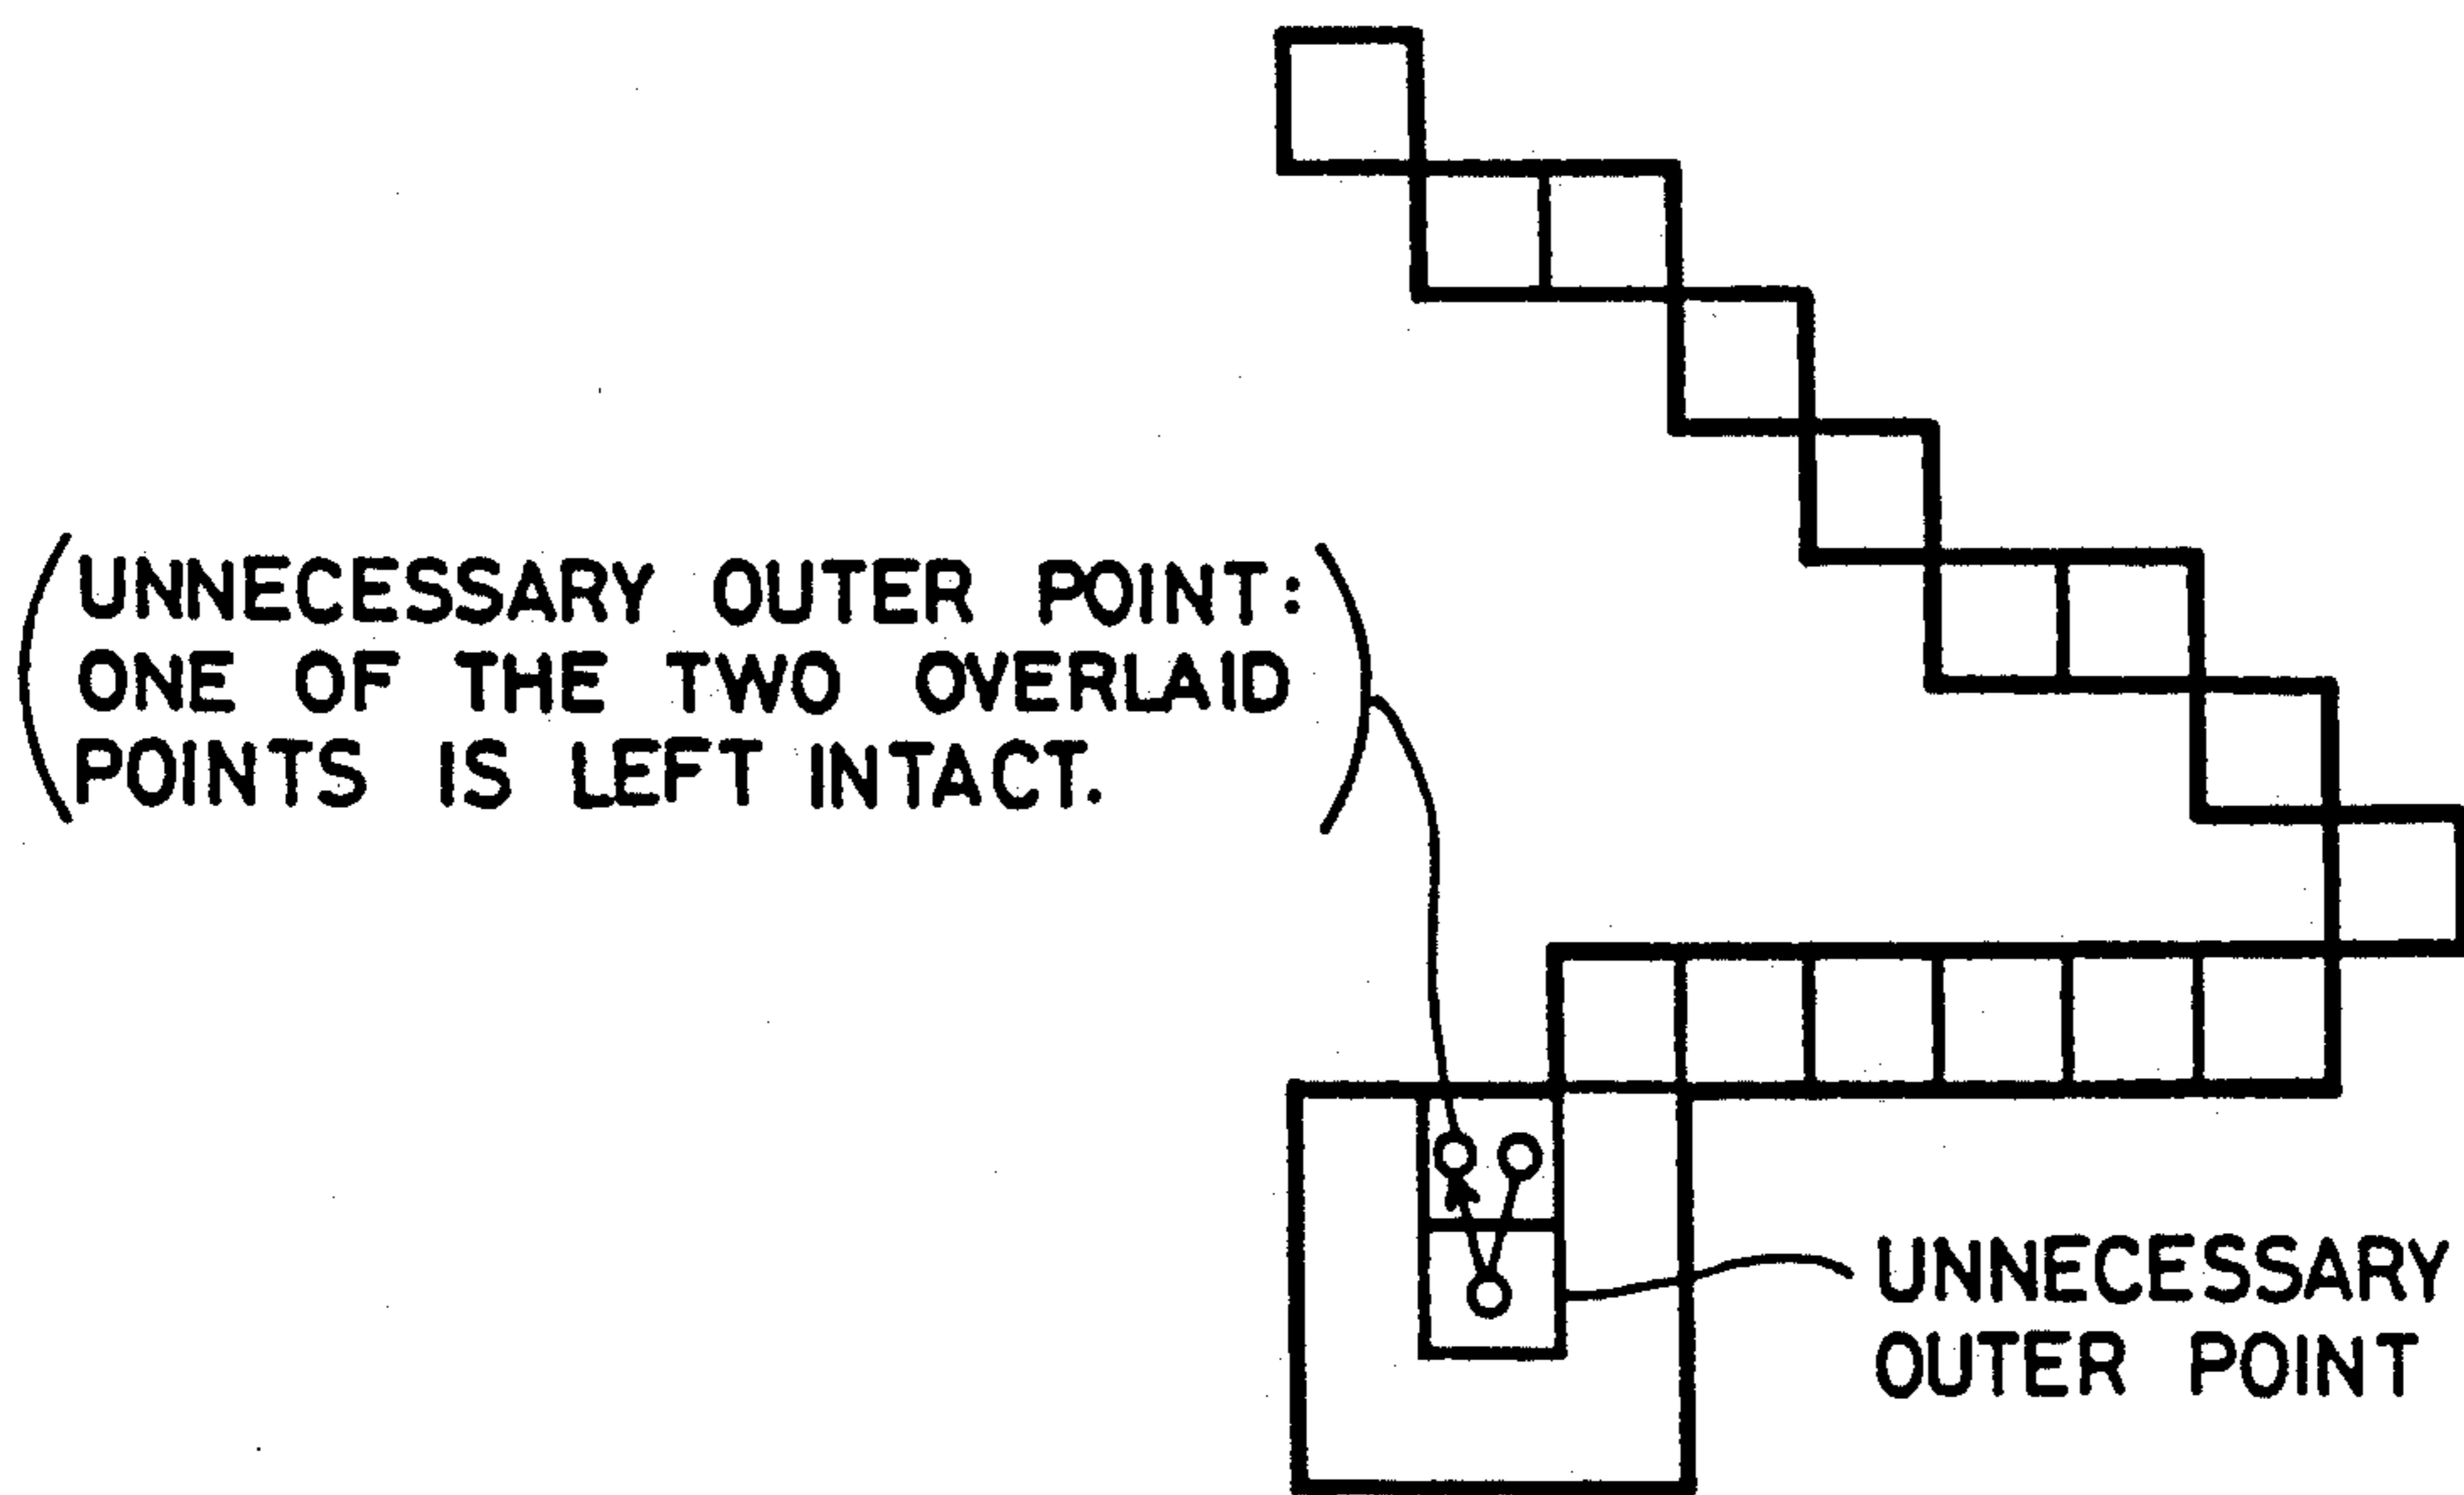 UNNECESSARY OUTER POINT:
ONE OF THE TWO OVERLAID
POINTS IS LEFT INTACT.
UNNECESSARY
OUTER POINT